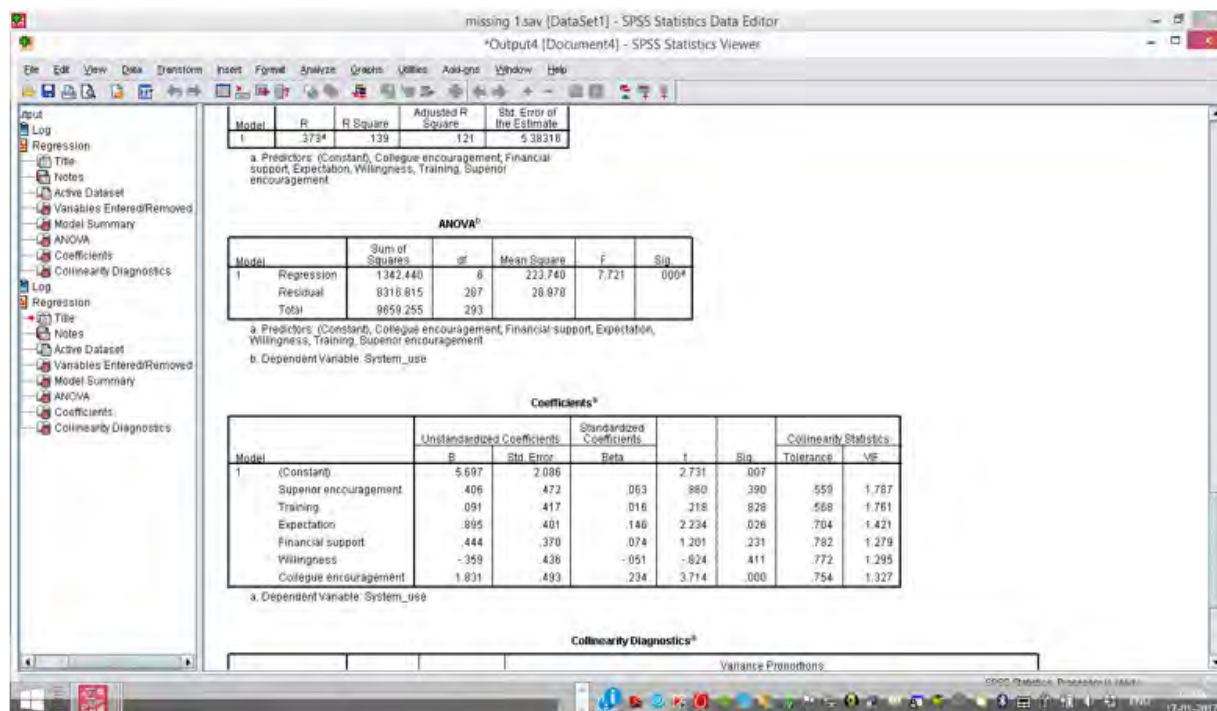 missing 1.sav [DataSet1] - SPSS Statistics Data Editor
*Output4 [Document4] - SPSS Statistics Viewer
File Edit View Data Transform Insert Format Analyze Graphs Utilities Add-ons Window Help
Log
Regression
Title
Notes
Active Dataset
Variables Entered/Removed
Model Summary
ANOVA
Coefficients
Collinearity Diagnostics
Log
Regression
Title
Notes
Active Dataset
Variables Entered/Removed
Model Summary
ANOVA
Coefficients
Collinearity Diagnostics
Model R R Square Adjusted R Square Std. Error of the Estimate
1 .373a .139 .121 5.38316
a. Predictors: (Constant), Collegue encouragement, Financial
support, Expectation, Willingness, Training, Superior
encouragement
ANOVAb
Model Sum of Squares df Mean Square F Sig.
1 Regression 1342.440 6 223.740 7.721 .000a
Residual 8316.815 287 28.978
Total 9659.255 293
a. Predictors: (Constant), Collegue encouragement, Financial support, Expectation,
Willingness, Training, Superior encouragement
b. Dependent Variable: System_use
Coefficientsa
Unstandardized Coefficients Standardized Coefficients Collinearity Statistics
Model B Std. Error Beta t Sig. Tolerance VIF
1 (Constant) 5.697 2.086 2.731 .007
Superior encouragement .406 .472 .063 .860 .390 .559 1.787
Training .091 .417 .016 .218 .828 .568 1.761
Expectation .895 .401 .146 2.234 .026 .704 1.421
Financial support .444 .370 .074 1.201 .231 .782 1.279
Willingness -.359 .436 -.051 -.824 .411 .772 1.295
Collegue encouragement 1.831 .493 .234 3.714 .000 .754 1.327
a. Dependent Variable: System_use
Collinearity Diagnosticsa
Variance Proportions